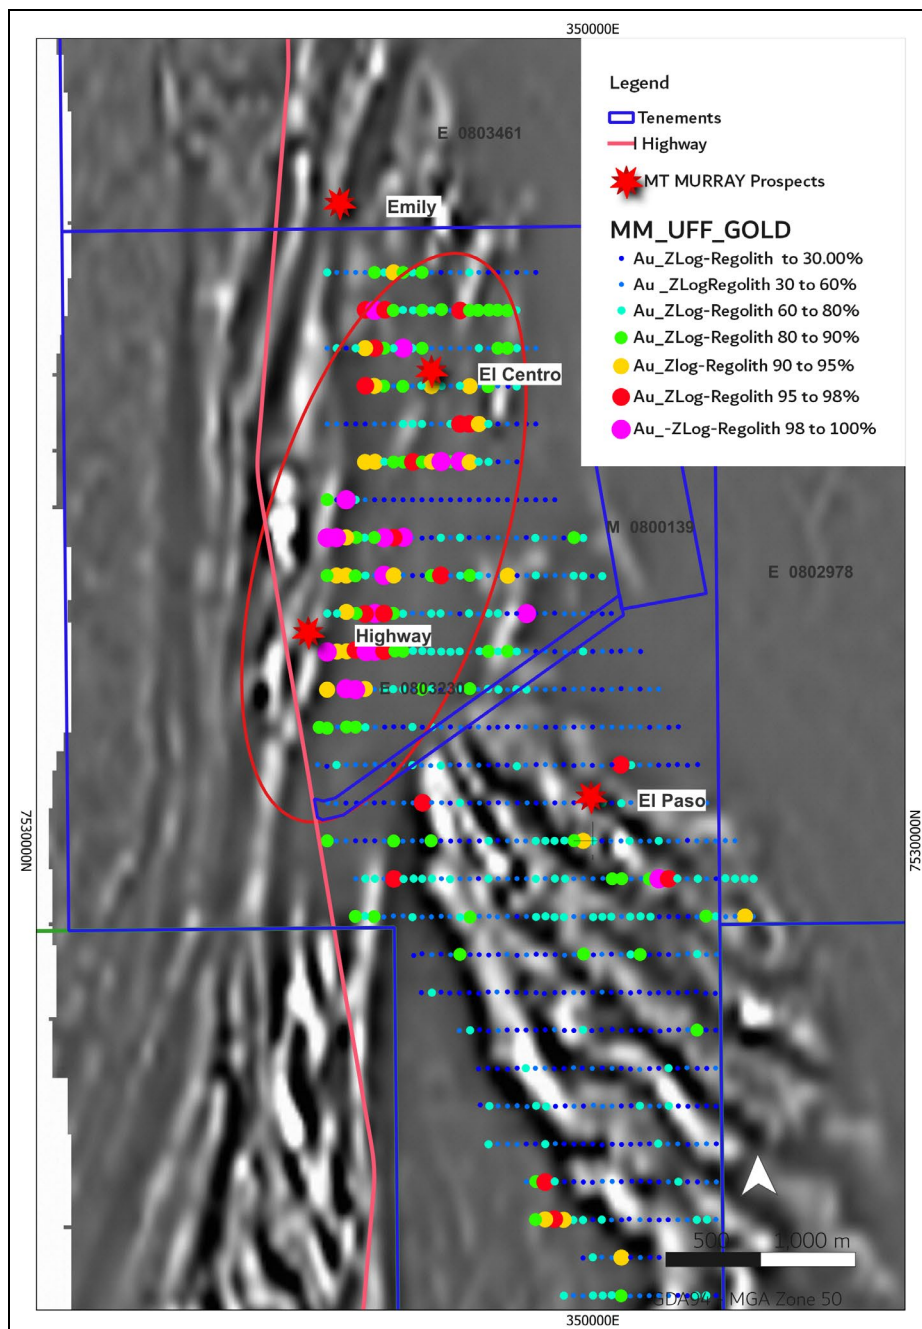 350000E
Legend
Tenements
Highway
MT MURRAY Prospects
MM_UFF_GOLD
Au_ZLog-Regolith to 30.00%
Au _ZLogRegolith 30 to 60%
Au_ZLog-Regolith 60 to 80%
Au_ZLog-Regolith 80 to 90%
Au_Zlog-Regolith 90 to 95%
Au_ZLog-Regolith 95 to 98%
Au_-ZLog-Regolith 98 to 100%
E 0803461
Emily
El Centro
M 0800139
E 0802978
Highway
E 0803230
El Paso
7530000N
7530000N
500 1,000 m
GDA94 MGA Zone 50
350000E